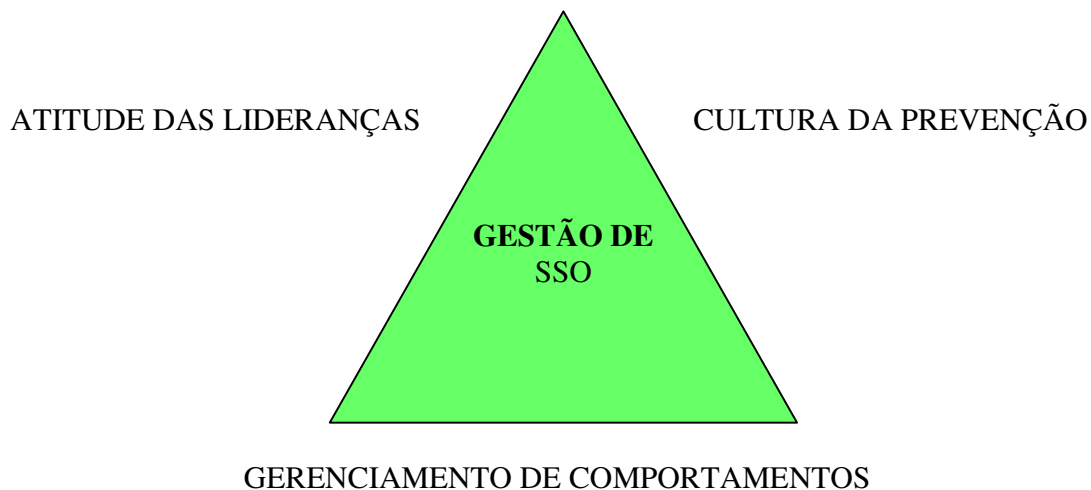 ATITUDE DAS LIDERANÇAS
CULTURA DA PREVENÇÃO
GESTÃO DE
SSO
GERENCIAMENTO DE COMPORTAMENTOS